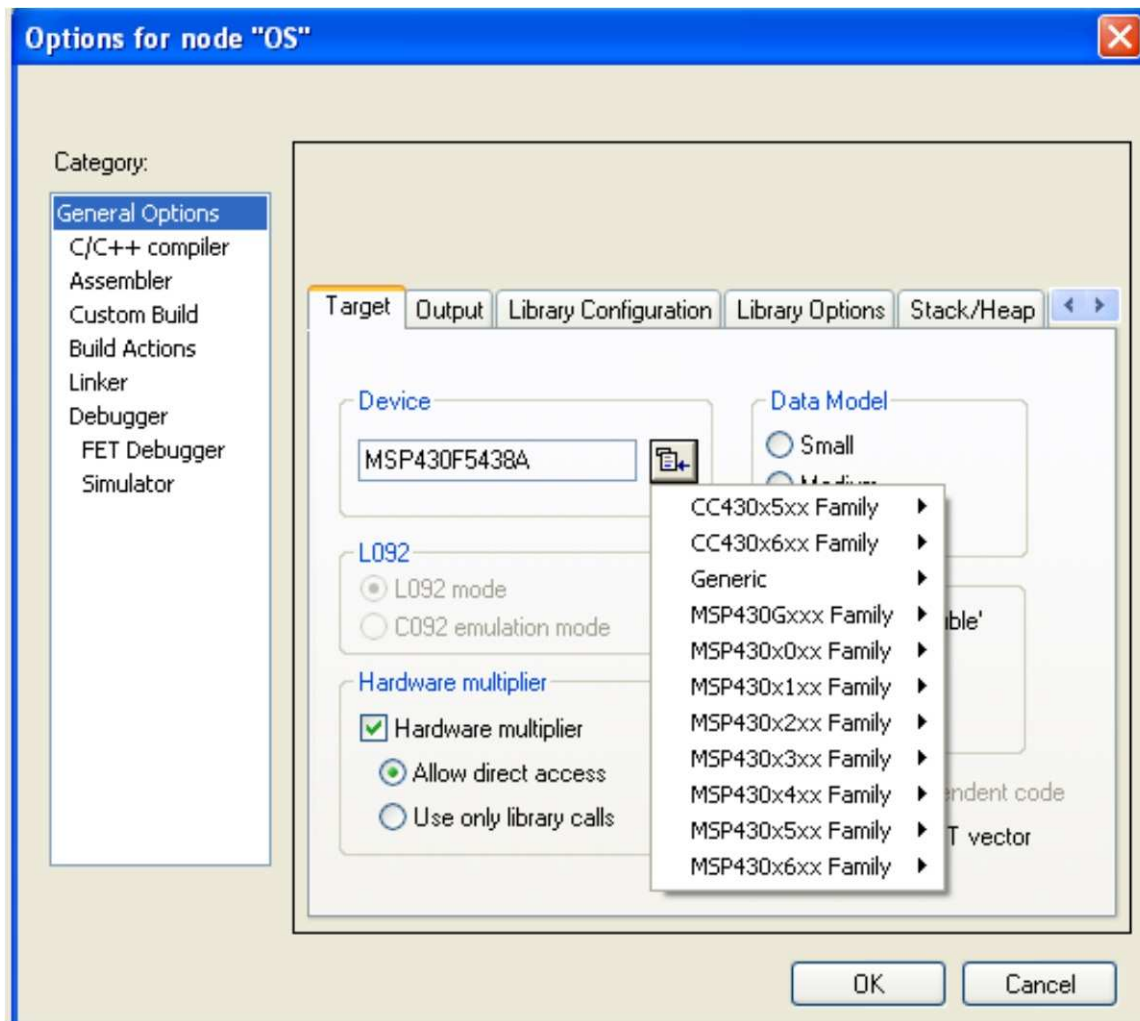 Options for node "OS"
Category:
General Options
C/C++ compiler
Assembler
Custom Build
Build Actions
Linker
Debugger
FET Debugger
Simulator
Target Output Library Configuration Library Options Stack/Heap
Device
MSP430F5438A
L092
L092 mode
C092 emulation mode
Hardware multiplier
Hardware multiplier
Allow direct access
Use only library calls
Data Model
Small
CC430x5xx Family
CC430x6xx Family
Generic
MSP430Gxxx Family
MSP430x0xx Family
MSP430x1xx Family
MSP430x2xx Family
MSP430x3xx Family
MSP430x4xx Family
MSP430x5xx Family
MSP430x6xx Family
code
vector
OK Cancel